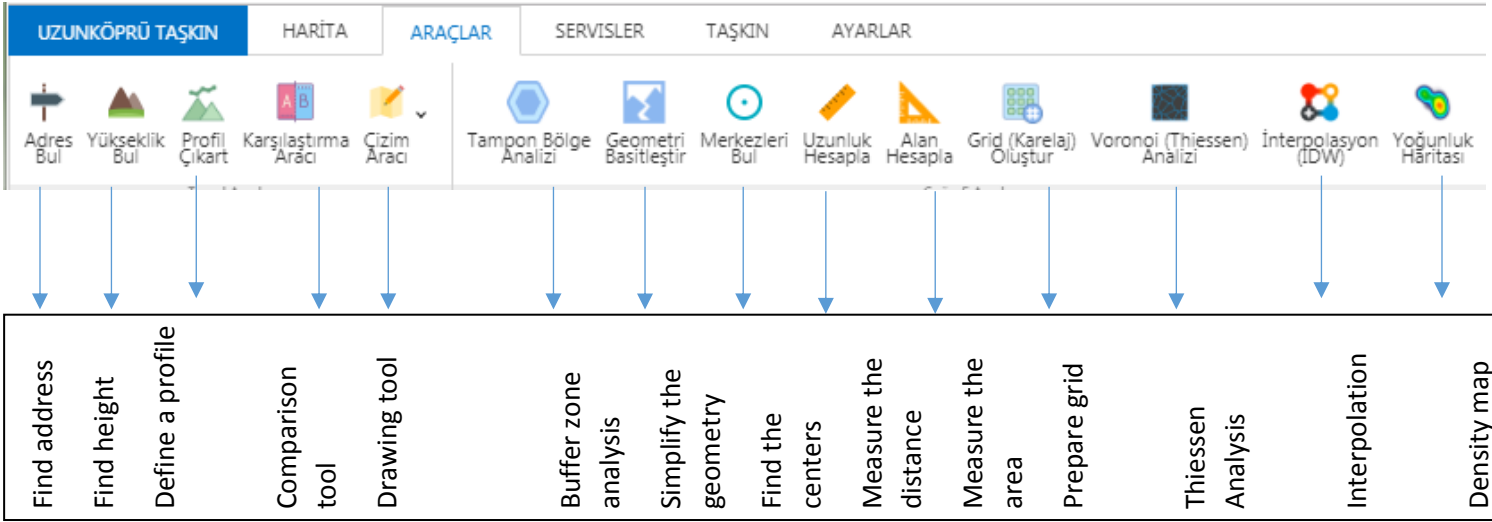 UZUNKÖPRÜ TAŞKIN
HARİTA
ARAÇLAR
SERVISLER
TAŞKIN
AYARLAR
Adres
Bul
Yükseklik
Bul
Profil
Çıkart
A B
Karşılaştırma
Aracı
Çizim
Aracı
Tampon Bölge
Analizi
Geometri
Basitleştir
Merkezleri
Bul
Uzunluk
Hesapla
Alan
Hesapla
Grid (Karelaj)
Oluştur
Voronoi (Thiessen)
Analizi
İnterpolasyon
(IDW)
Yoğunluk
Haritası
Find address
Find height
Define a profile
Comparison
tool
Drawing tool
Buffer zone
analysis
Simplify the
geometry
Find the
centers
Measure the
distance
Measure the
area
Prepare grid
Thiessen
Analysis
Interpolation
Density map